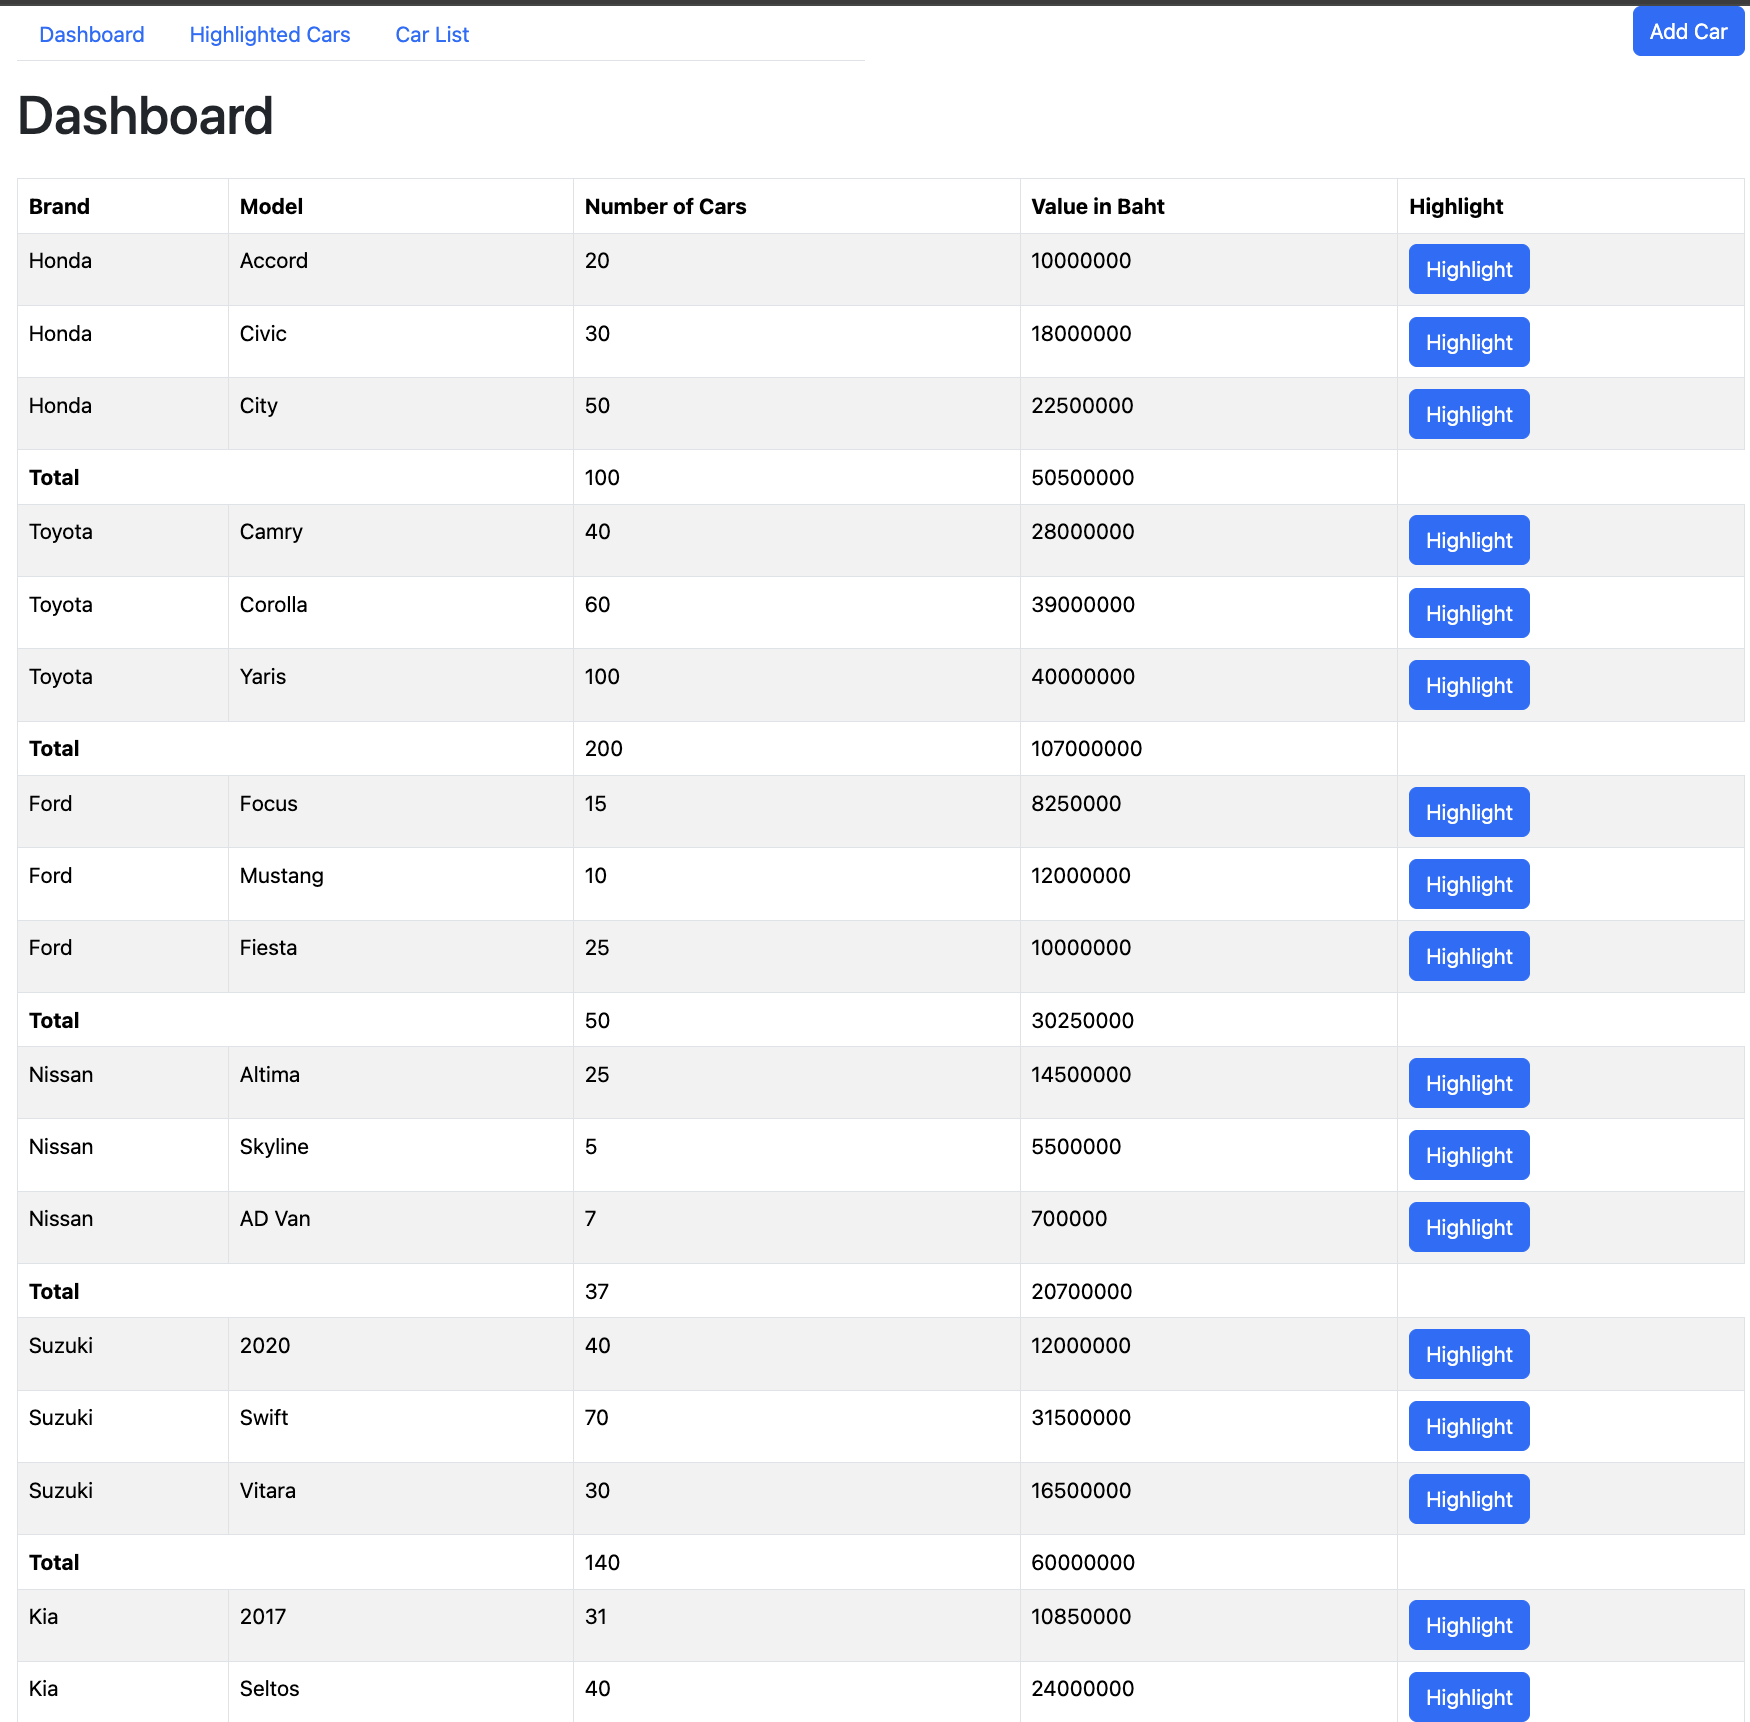 Dashboard Highlighted Cars Car List Add Car
Dashboard
Brand Model Number of Cars Value in Baht Highlight
Honda Accord 20 10000000 Highlight
Honda Civic 30 18000000 Highlight
Honda City 50 22500000 Highlight
Total 100 50500000
Toyota Camry 40 28000000 Highlight
Toyota Corolla 60 39000000 Highlight
Toyota Yaris 100 40000000 Highlight
Total 200 107000000
Ford Focus 15 8250000 Highlight
Ford Mustang 10 12000000 Highlight
Ford Fiesta 25 10000000 Highlight
Total 50 30250000
Nissan Altima 25 14500000 Highlight
Nissan Skyline 5 5500000 Highlight
Nissan AD Van 7 700000 Highlight
Total 37 20700000
Suzuki 2020 40 12000000 Highlight
Suzuki Swift 70 31500000 Highlight
Suzuki Vitara 30 16500000 Highlight
Total 140 60000000
Kia 2017 31 10850000 Highlight
Kia Seltos 40 24000000 Highlight